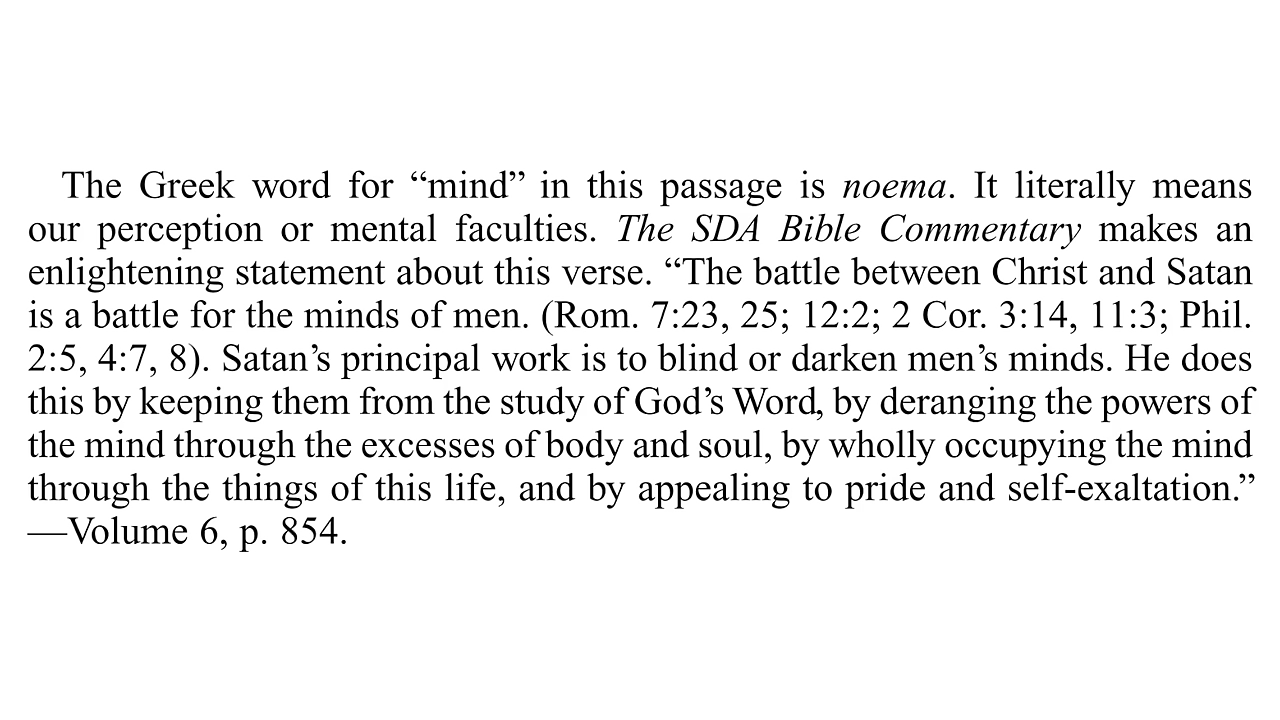 The Greek word for “mind” in this passage is noema. It literally means
our perception or mental faculties. The SDA Bible Commentary makes an
enlightening statement about this verse. “The battle between Christ and Satan
is a battle for the minds of men. (Rom. 7:23, 25; 12:2; 2 Cor. 3:14, 11:3; Phil.
2:5, 4:7, 8). Satan’s principal work is to blind or darken men’s minds. He does
this by keeping them from the study of God’s Word, by deranging the powers of
the mind through the excesses of body and soul, by wholly occupying the mind
through the things of this life, and by appealing to pride and self-exaltation.”
—Volume 6, p. 854.